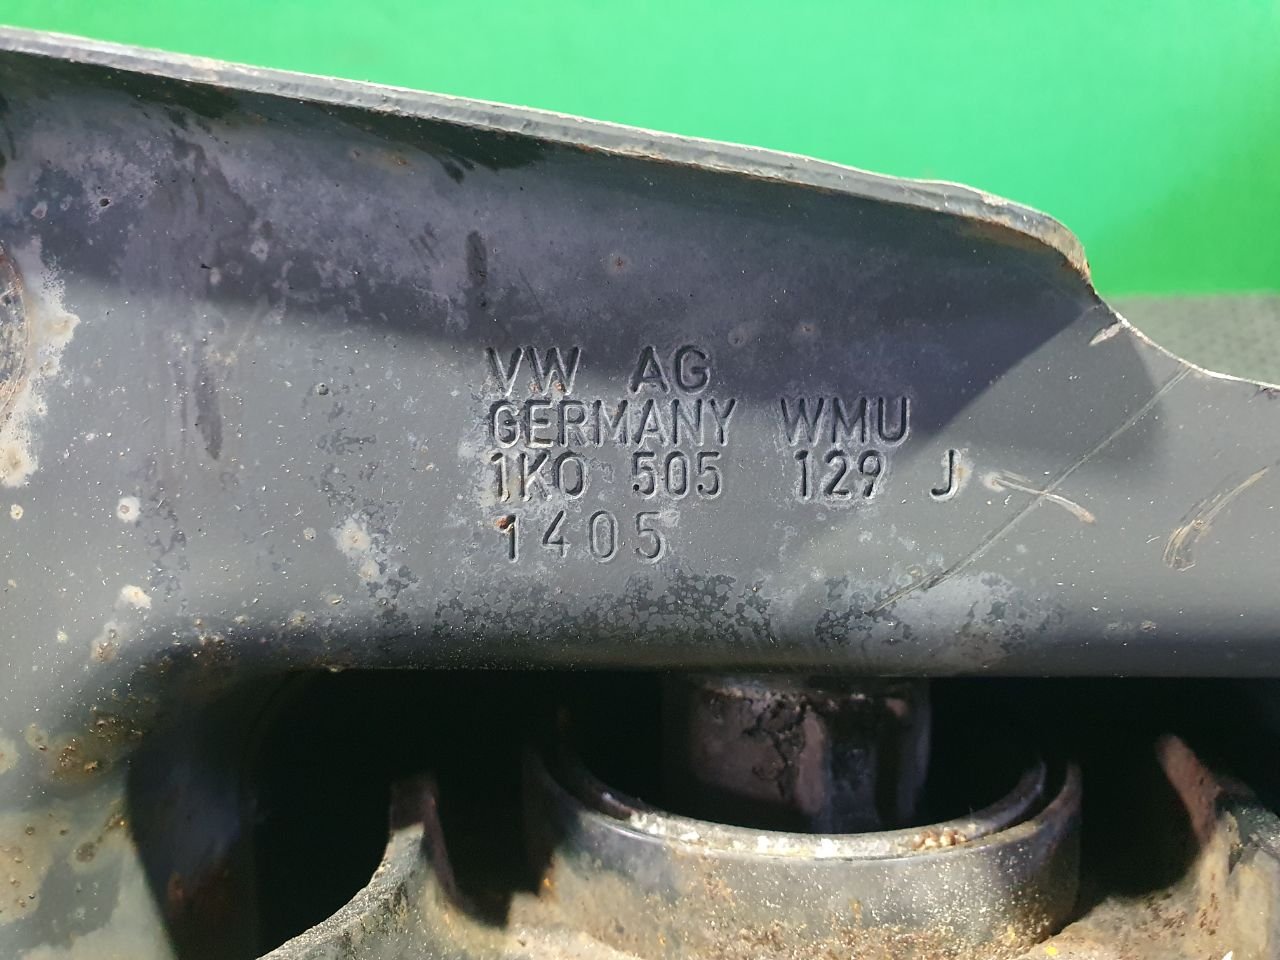 VW AG
GERMANY WMU
1K0 505 129 J
1405